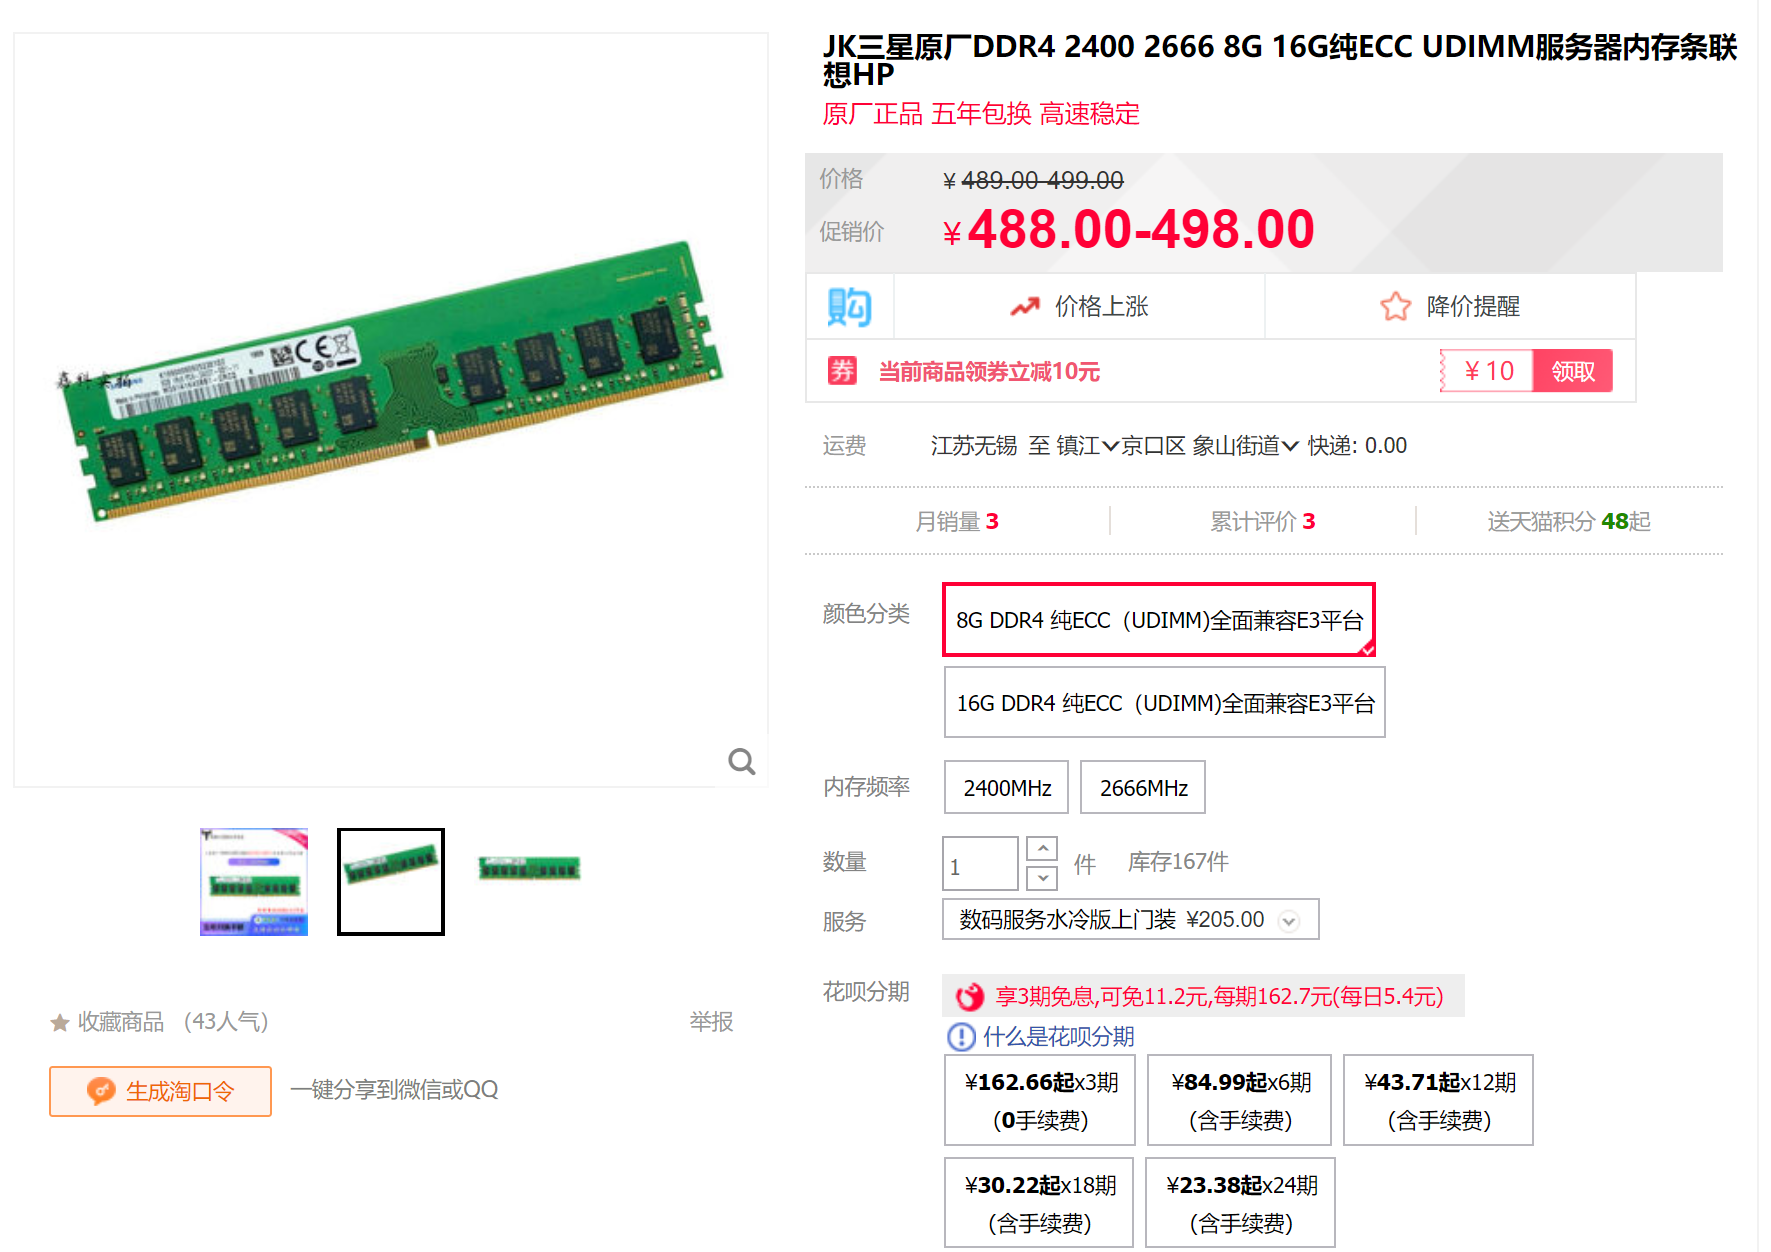 JK三星原厂DDR4 2400 2666 8G 16G纯ECC UDIMM服务器内存条联
想HP
原厂正品 五年包换 高速稳定
价格 ¥ 489.00-499.00
促销价 ¥ 488.00-498.00
购 价格上涨 降价提醒
券 当前商品领券立减10元 ¥ 10 领取
运费 江苏无锡 至 镇江 京口区 象山街道 快递: 0.00
月销量 3 累计评价 3 送天猫积分 48起
颜色分类 8G DDR4 纯ECC（UDIMM)全面兼容E3平台
16G DDR4 纯ECC（UDIMM)全面兼容E3平台
内存频率 2400MHz 2666MHz
数量 1 件 库存167件
服务 数码服务水冷版上门装 ¥205.00
花呗分期 享3期免息,可免11.2元,每期162.7元(每日5.4元)
什么是花呗分期
¥162.66起x3期 ¥84.99起x6期 ¥43.71起x12期
(0手续费) (含手续费) (含手续费)
¥30.22起x18期 ¥23.38起x24期
(含手续费) (含手续费)
CE
收藏商品 (43人气) 举报
生成淘口令 一键分享到微信或QQ